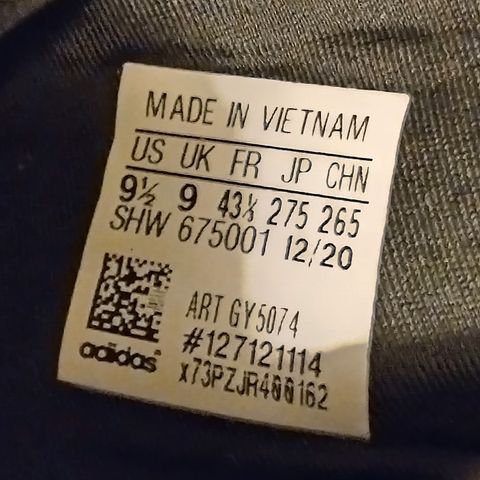 MADE IN VIETNAM
US UK FR JP CHN
9½ 9 43⅓ 275 265
SHW 675001 12/20
ART GY5074
#127121114
adidas
x73PZJR400162